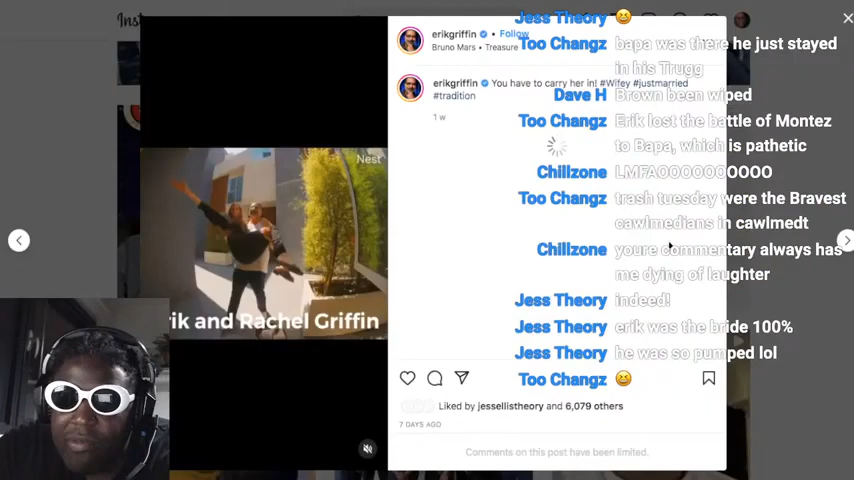 Inst
erikgriffin • Follow
Bruno Mars • Treasure
erikgriffin You have to carry her in! #Wifey #justmarried
#tradition
1 w
Nest
rik and Rachel Griffin
Liked by jessellistheory and 6,079 others
7 DAYS AGO
Comments on this post have been limited.
Jess Theory 😆
Too Changz bapa was there he just stayed
in his Trugg
Dave H Brown been wiped
Too Changz Erik lost the battle of Montez
to Bapa, which is pathetic
Chillzone LMFAOOOOOOOOOO
Too Changz trash tuesday were the Bravest
cawlmedians in cawlmedt
Chillzone youre commentary always has
me dying of laughter
Jess Theory indeed!
Jess Theory erik was the bride 100%
Jess Theory he was so pumped lol
Too Changz 😆